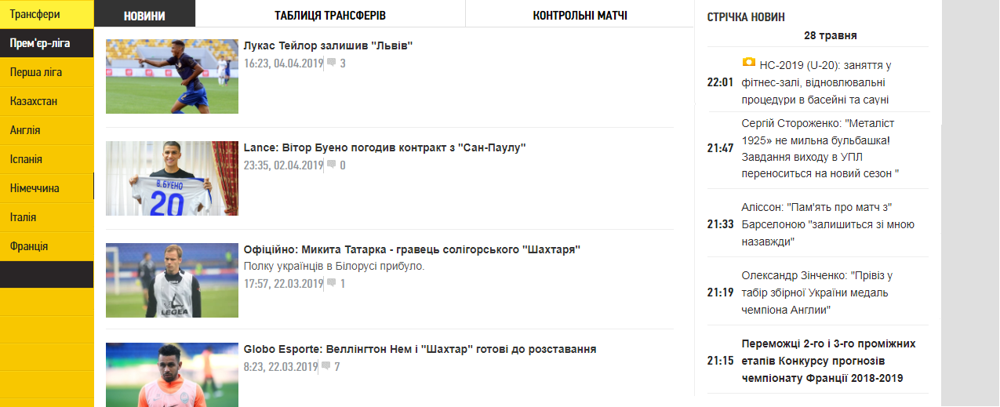 Трансфери
Прем'єр-ліга
Перша ліга
Казахстан
Англія
Іспанія
Німеччина
Італія
Франція
НОВИНИ
ТАБЛИЦЯ ТРАНСФЕРІВ
КОНТРОЛЬНІ МАТЧІ
Лукас Тейлор залишив "Львів"
16:23, 04.04.2019 3
Lance: Вітор Буено погодив контракт з "Сан-Паулу"
23:35, 02.04.2019 0
В. БУЕНО
20
Офіційно: Микита Татарка - гравець солігорського "Шахтаря"
Полку українців в Білорусі прибуло.
17:57, 22.03.2019 1
LEGEA
Globo Esporte: Веллінгтон Нем і "Шахтар" готові до розставання
8:23, 22.03.2019 7
СТРІЧКА НОВИН
28 травня
22:01
НС-2019 (U-20): заняття у
фітнес-залі, відновлювальні
процедури в басейні та сауні
21:47
Сергій Стороженко: "Металіст
1925» не мильна бульбашка!
Завдання виходу в УПЛ
переноситься на новий сезон "
21:33
Аліссон: "Пам'ять про матч з"
Барселоною "залишиться зі мною
назавжди"
21:19
Олександр Зінченко: "Прівіз у
табір збірної України медаль
чемпіона Англии"
21:15
Переможці 2-го і 3-го проміжних
етапів Конкурсу прогнозів
чемпіонату Франції 2018-2019